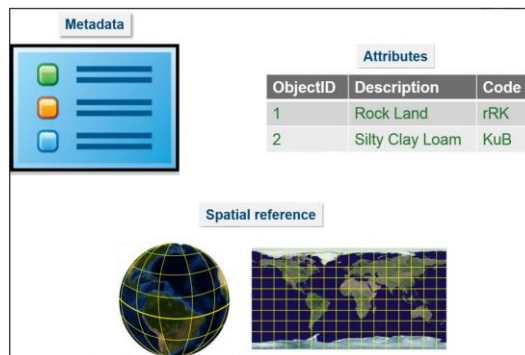 Metadata
Attributes
ObjectID Description Code
1 Rock Land rRK
2 Silty Clay Loam KuB
Spatial reference